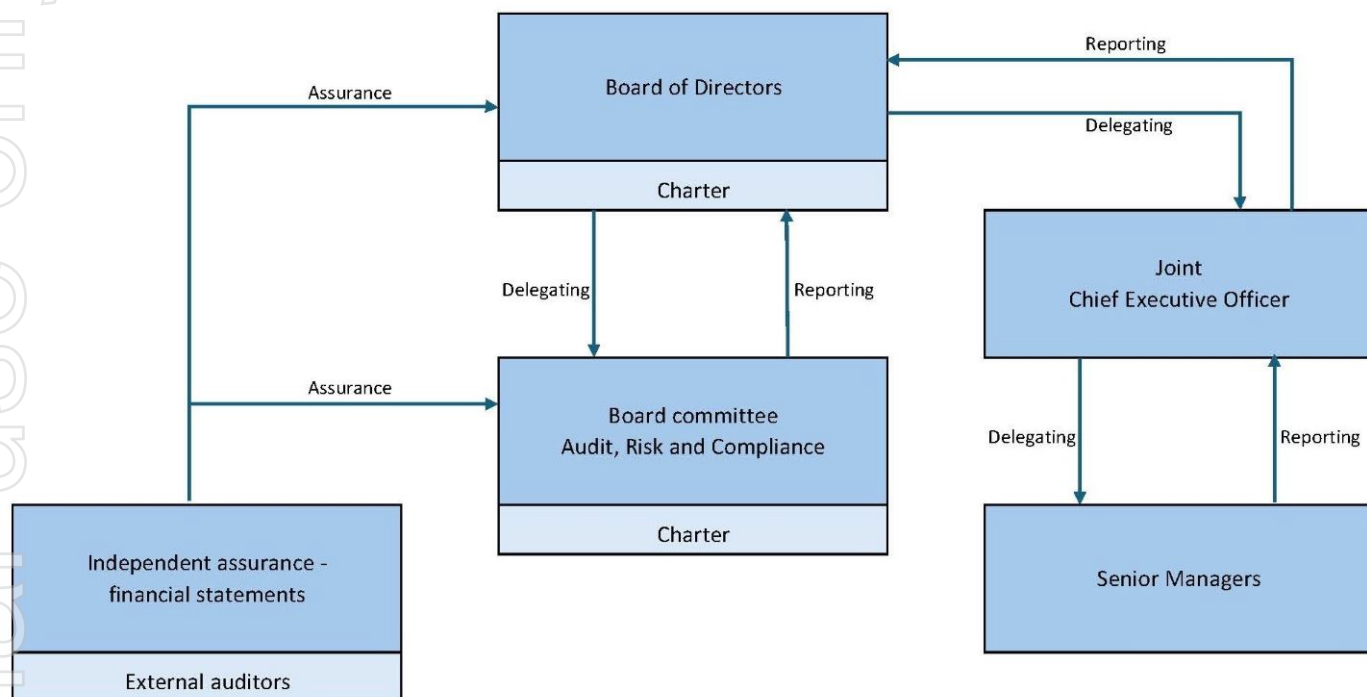 Board of Directors
Charter
Assurance
Reporting
Delegating
Joint
Chief Executive Officer
Delegating
Reporting
Assurance
Board committee
Audit, Risk and Compliance
Charter
Delegating
Reporting
Independent assurance -
financial statements
External auditors
Senior Managers